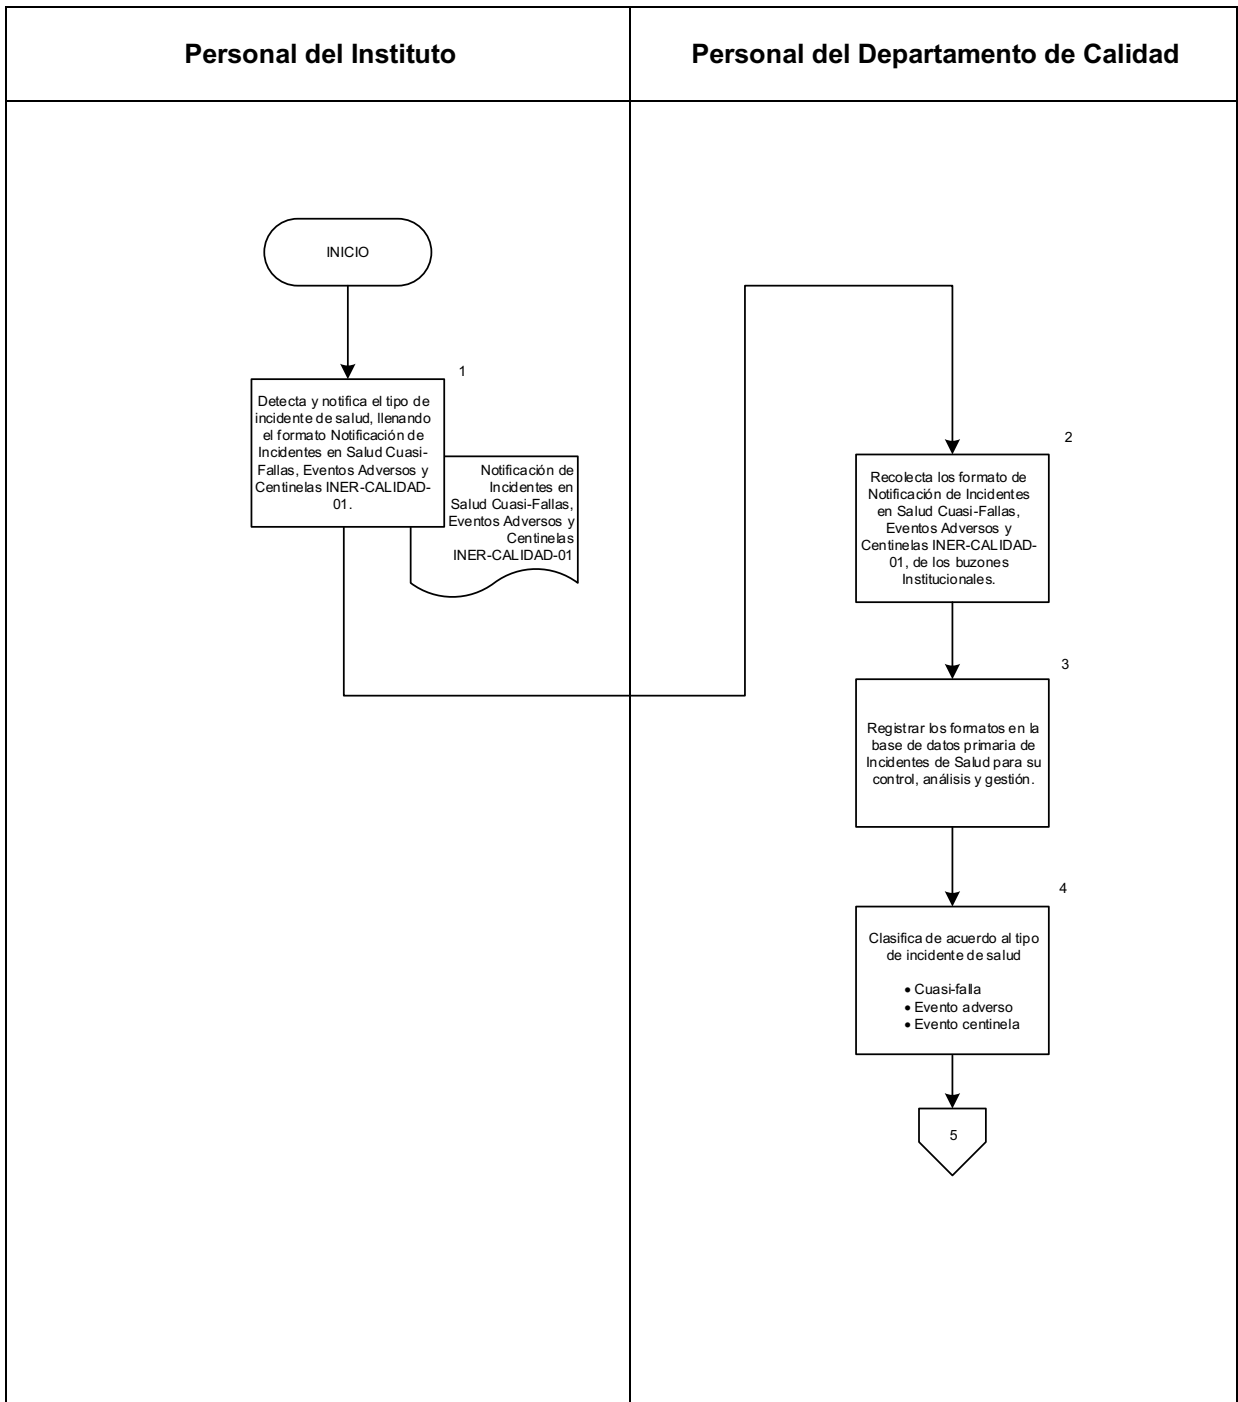 Personal del Instituto
Personal del Departamento de Calidad
INICIO
1
Detecta y notifica el tipo de
incidente de salud, llenando
el formato Notificación de
Incidentes en Salud Cuasi-
Fallas, Eventos Adversos y
Centinelas INER-CALIDAD-
01.
Notificación de
Incidentes en
Salud Cuasi-Fallas,
Eventos Adversos y
Centinelas
INER-CALIDAD-01
2
Recolecta los formato de
Notificación de Incidentes
en Salud Cuasi-Fallas,
Eventos Adversos y
Centinelas INER-CALIDAD-
01, de los buzones
Institucionales.
3
Registrar los formatos en la
base de datos primaria de
Incidentes de Salud para su
control, análisis y gestión.
4
Clasifica de acuerdo al tipo
de incidente de salud
• Cuasi-falla
• Evento adverso
• Evento centinela
5